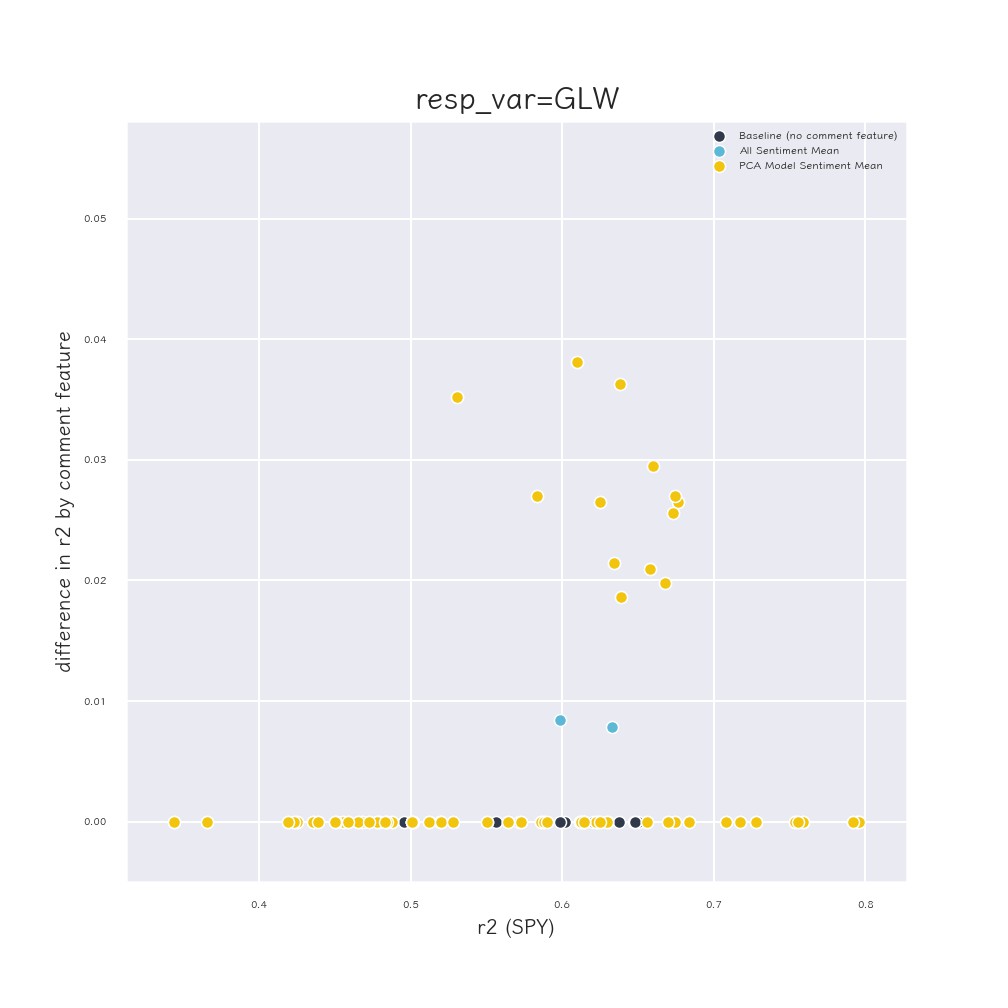 resp_var=GLW
Baseline (no comment feature)
All Sentiment Mean
PCA Model Sentiment Mean
0.05
0.04
0.03
0.02
0.01
0.00
difference in r2 by comment feature
0.4 0.5 0.6 0.7 0.8
r2 (SPY)